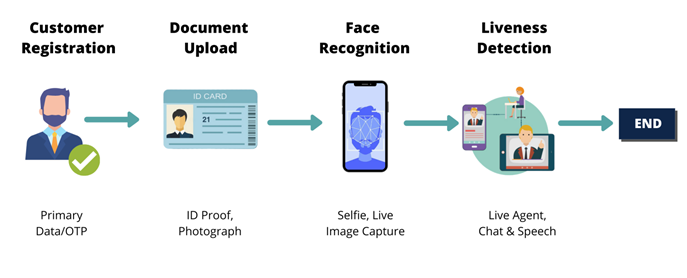 Customer
Registration
Document
Upload
Face
Recognition
Liveness
Detection
ID CARD
21
END
Primary
Data/OTP
ID Proof,
Photograph
Selfie, Live
Image Capture
Live Agent,
Chat & Speech